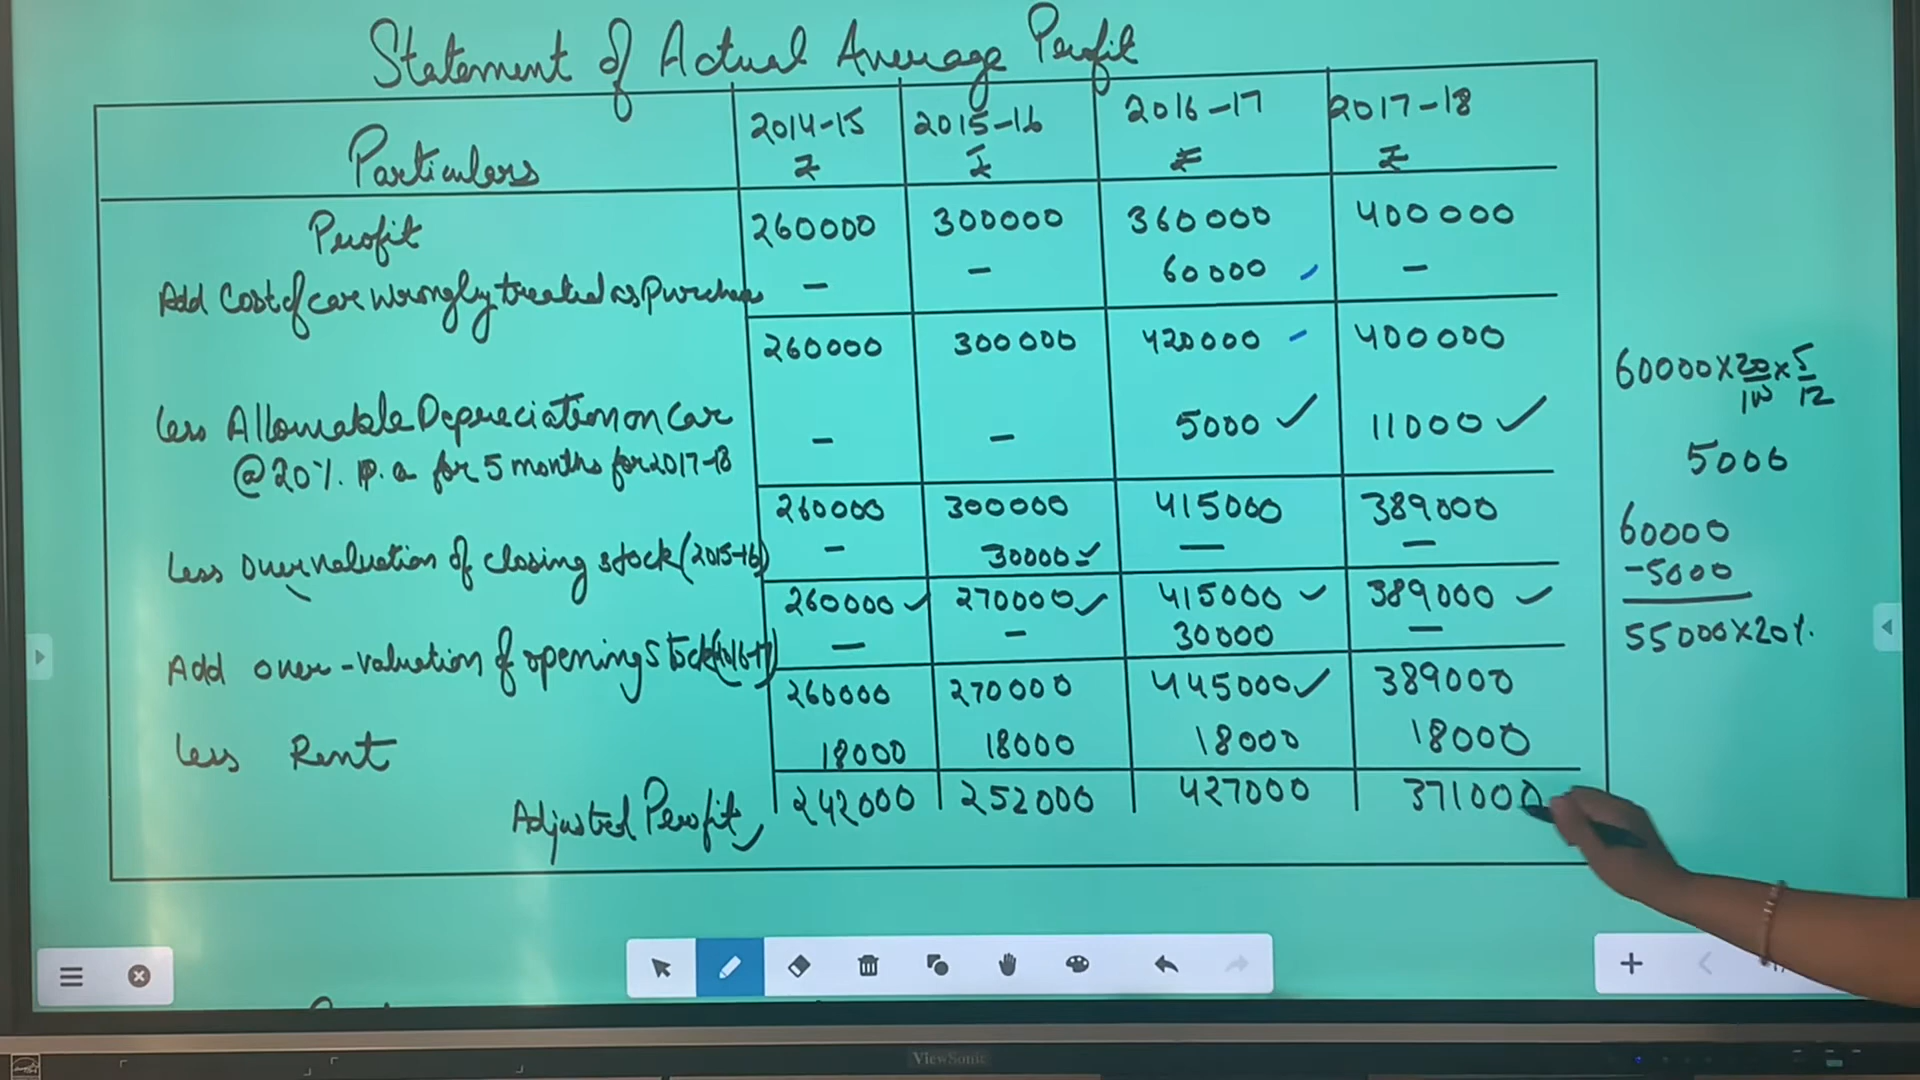 Statement of Actual Average Profit
Particulars 2014-15 2015-16 2016-17 2017-18
₹ ₹ ₹ ₹
Profit 260000 300000 360000 400000
Add Cost of car wrongly treated as purchases - - 60000 -
260000 300000 420000 400000
60000 x 20/100 x 5/12
less Allowable Depreciation on Car - - 5000 ✓ 11000 ✓
@ 20%. p.a for 5 months for 2017-18
5000
260000 300000 415000 389000
60000
less Over valuation of closing stock (2015-16) - 30000 ✓ - -
-5000
260000 ✓ 270000 ✓ 415000 ✓ 389000 ✓
Add over-valuation of opening stock (2016-17) - - 30000 -
55000 x 20%.
260000 270000 445000 ✓ 389000
less Rent 18000 18000 18000 18000
Adjusted Profit 242000 252000 427000 371000
ViewSonic